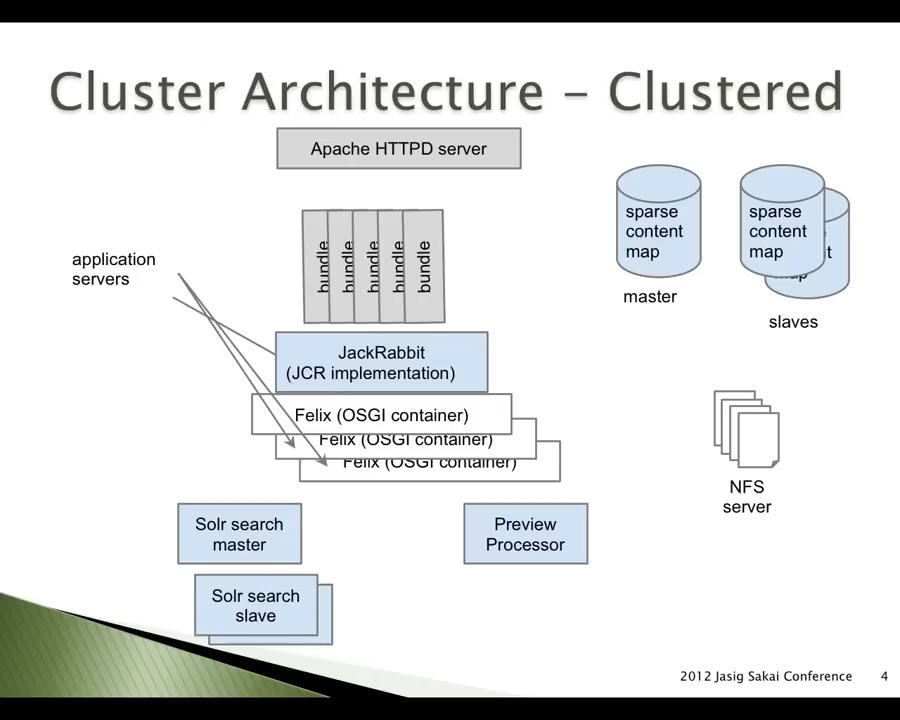 Cluster Architecture – Clustered
Apache HTTPD server
sparse
content
map
master
sparse
content
map
map
slaves
application
servers
bundle
bundle
bundle
bundle
bundle
JackRabbit
(JCR implementation)
Felix (OSGI container)
Felix (OSGI container)
Felix (OSGI container)
NFS
server
Solr search
master
Preview
Processor
Solr search
slave
2012 Jasig Sakai Conference
4